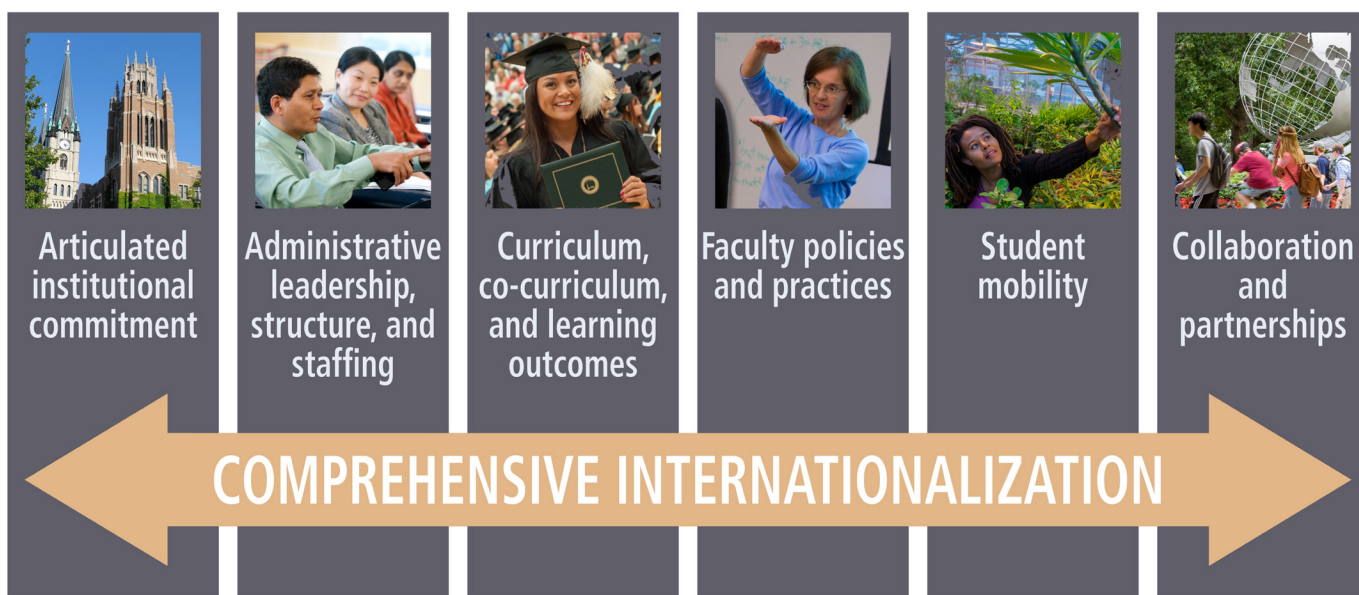 Articulated
institutional
commitment
Administrative
leadership,
structure, and
staffing
Curriculum,
co-curriculum,
and learning
outcomes
Faculty policies
and practices
Student
mobility
Collaboration
and
partnerships
COMPREHENSIVE INTERNATIONALIZATION